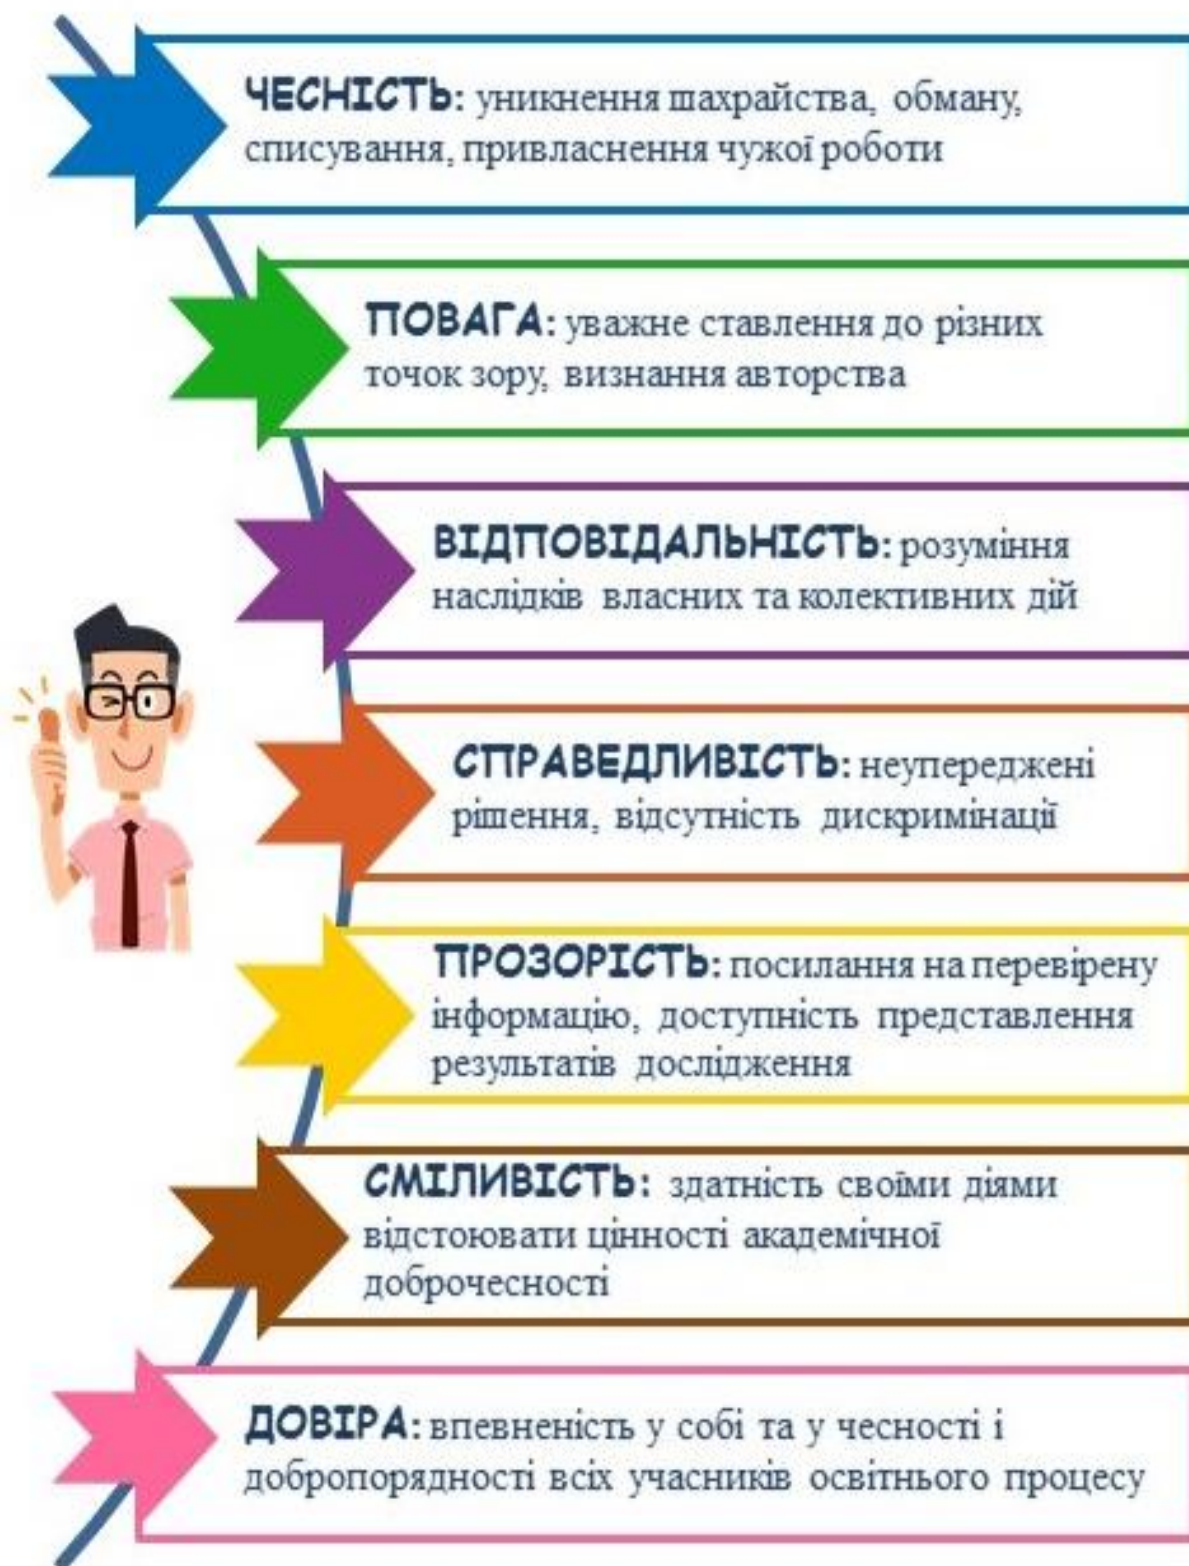 ЧЕСНІСТЬ: уникнення шахрайства, обману,
списування, привласнення чужої роботи
ПОВАГА: уважне ставлення до різних
точок зору, визнання авторства
ВІДПОВІДАЛЬНІСТЬ: розуміння
наслідків власних та колективних дій
СПРАВЕДЛИВІСТЬ: неупереджені
рішення, відсутність дискримінації
ПРОЗОРІСТЬ: посилання на перевірену
інформацію, доступність представлення
результатів дослідження
СМІЛИВІСТЬ: здатність своїми діями
відстоювати цінності академічної
доброчесності
ДОВІРА: впевненість у собі та у чесності і
добропорядності всіх учасників освітнього процесу